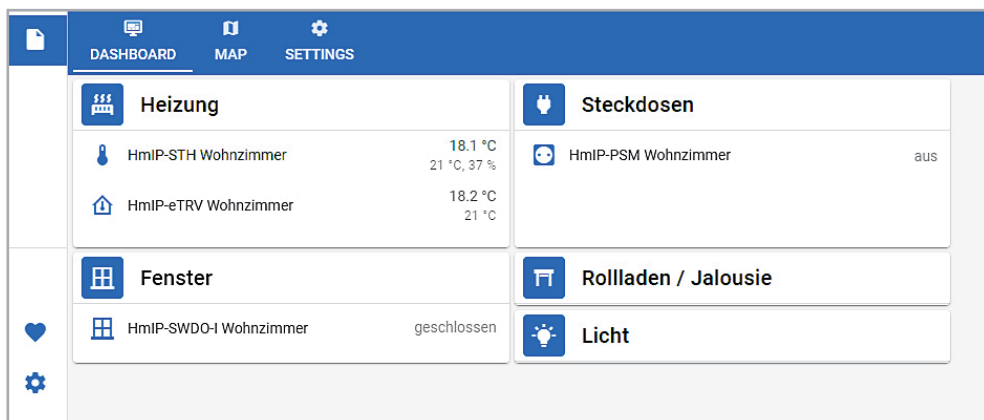 DASHBOARD MAP SETTINGS
Heizung
HmIP-STH Wohnzimmer 18.1 °C
21 °C, 37 %
HmIP-eTRV Wohnzimmer 18.2 °C
21 °C
Steckdosen
HmIP-PSM Wohnzimmer aus
Fenster
HmIP-SWDO-I Wohnzimmer geschlossen
Rollladen / Jalousie
Licht